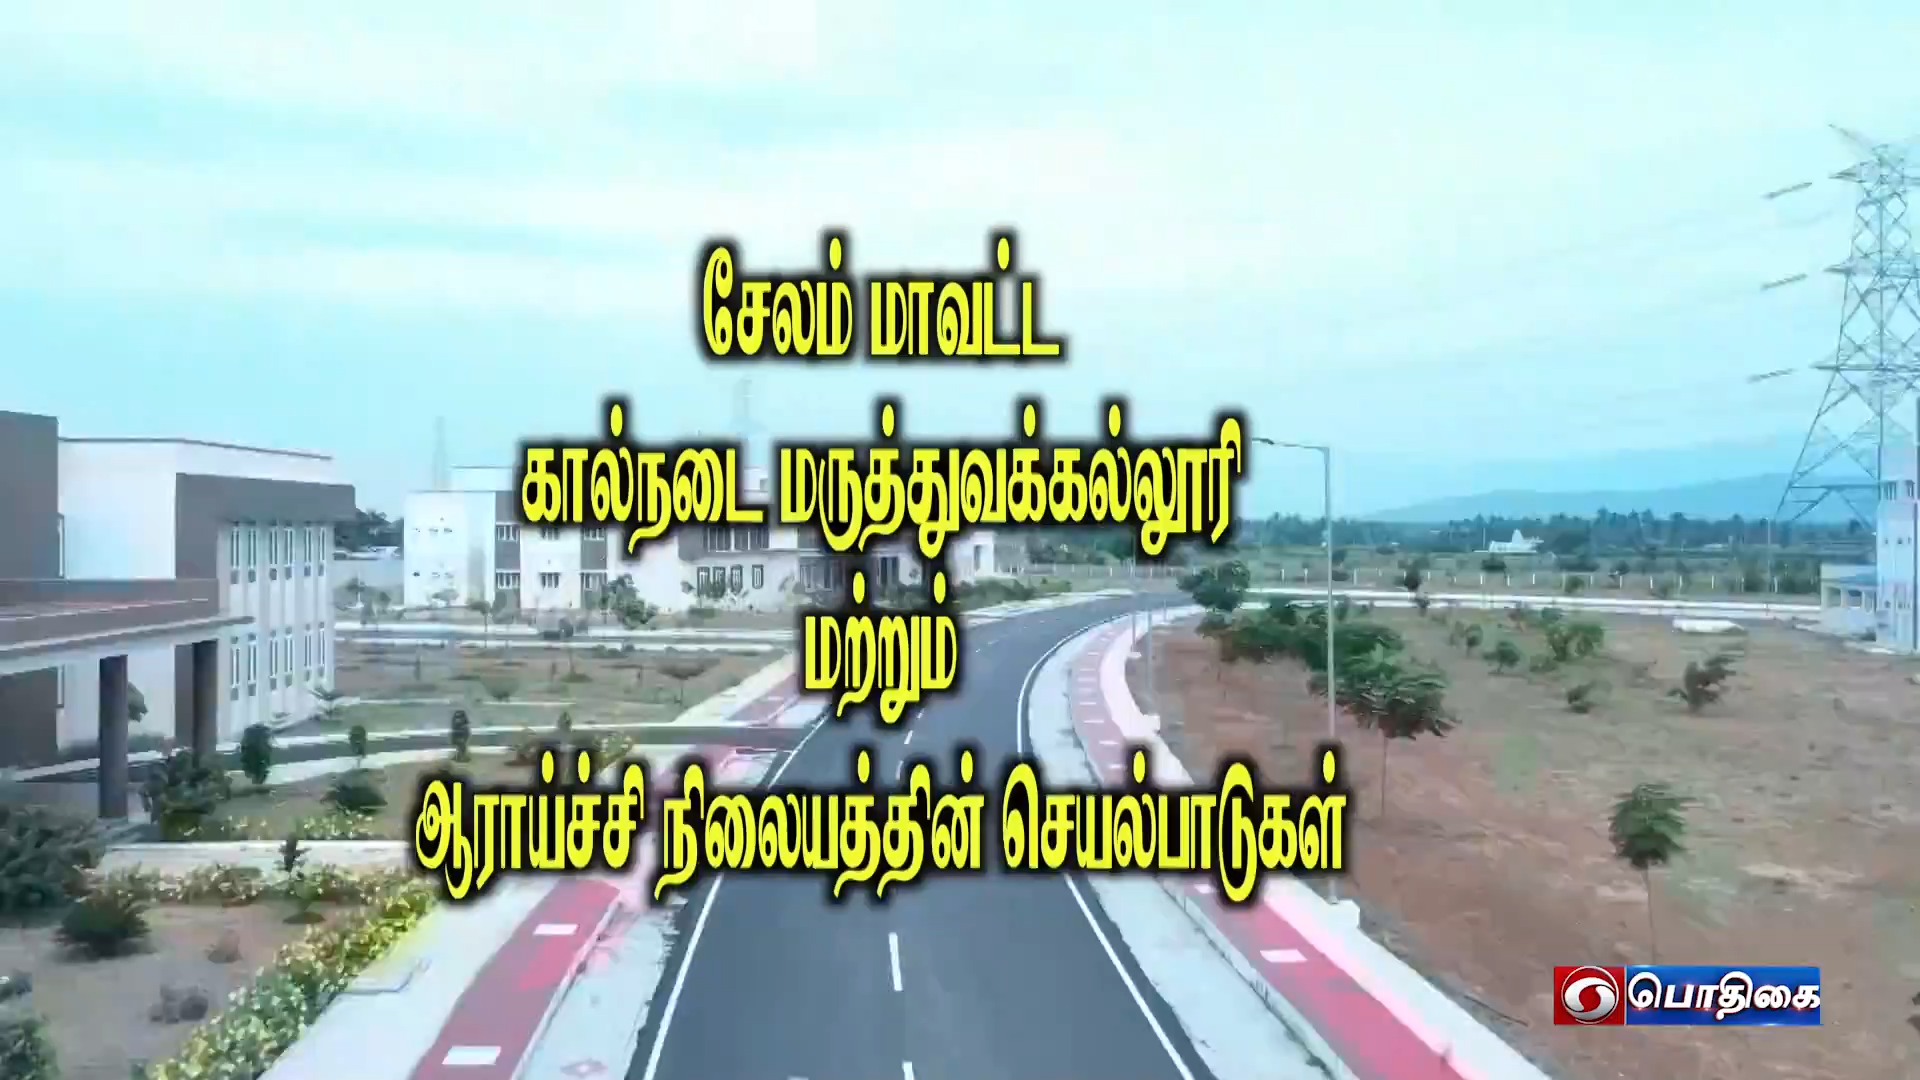 சேலம் மாவட்ட
கால்நடை மருத்துவக்கல்லூரி
மற்றும்
ஆராய்ச்சி நிலையத்தின் செயல்பாடுகள்
பொதிகை